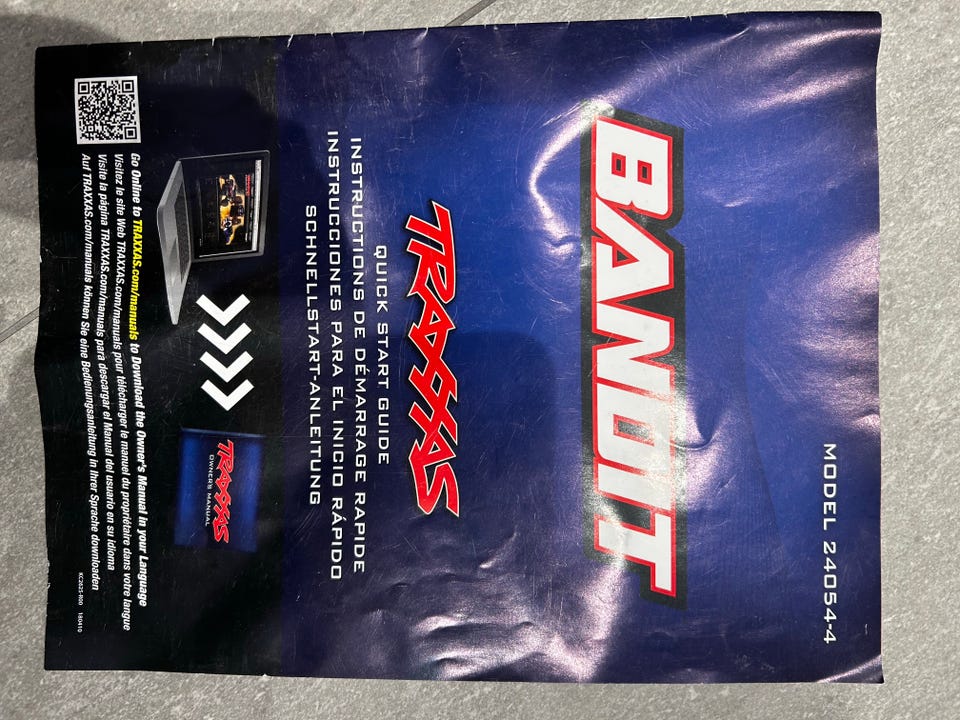 MODEL 24054-4
BANDIT
TRAXXAS
QUICK START GUIDE
INSTRUCTIONS DE DÉMARRAGE RAPIDE
INSTRUCCIONES PARA EL INICIO RÁPIDO
SCHNELLSTART-ANLEITUNG
TRAXXAS
OWNER'S MANUAL
Go Online to TRAXXAS.com/manuals to Download the Owner's Manual in your Language
Visitez le site Web TRAXXAS.com/manuals pour télécharger le manuel du propriétaire dans votre langue
Visite la página TRAXXAS.com/manuals para descargar el Manual del usuario en su idioma
Auf TRAXXAS.com/manuals können Sie eine Bedienungsanleitung in Ihrer Sprache downloaden
KC2025-R00 180410